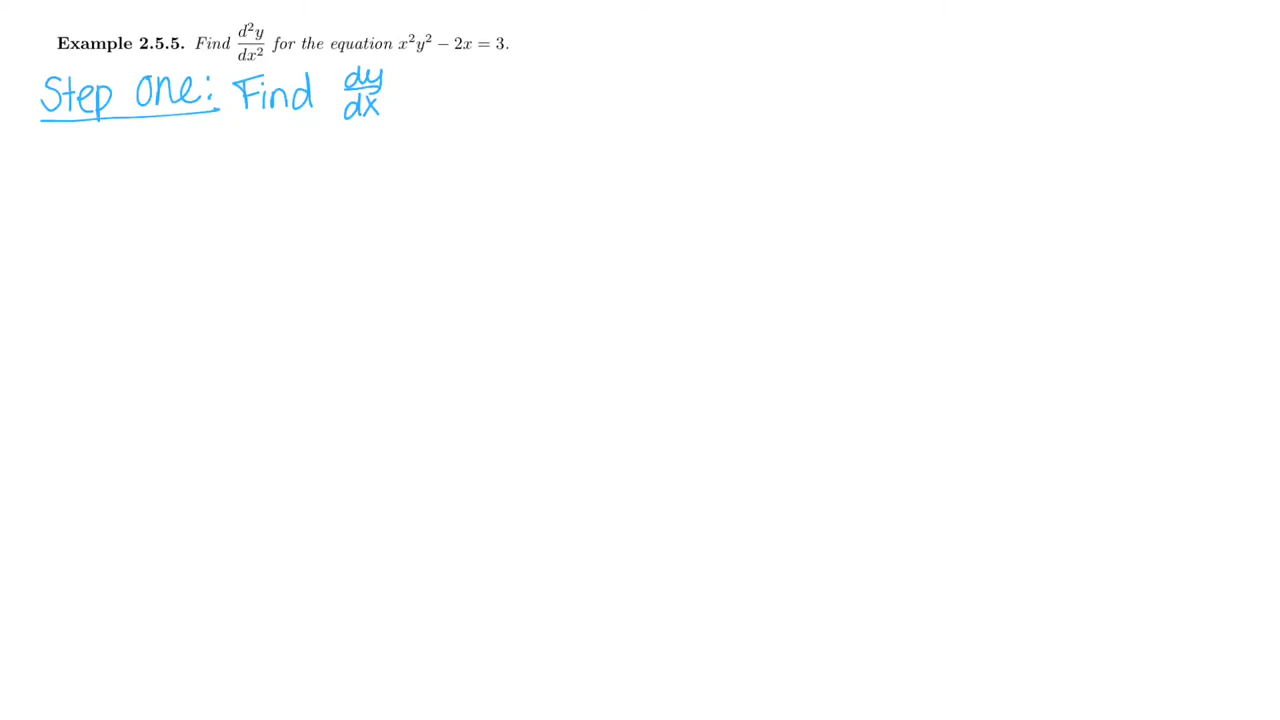 Example 2.5.5. Find d²y/dx² for the equation x²y² − 2x = 3.
Step One: Find dy/dx